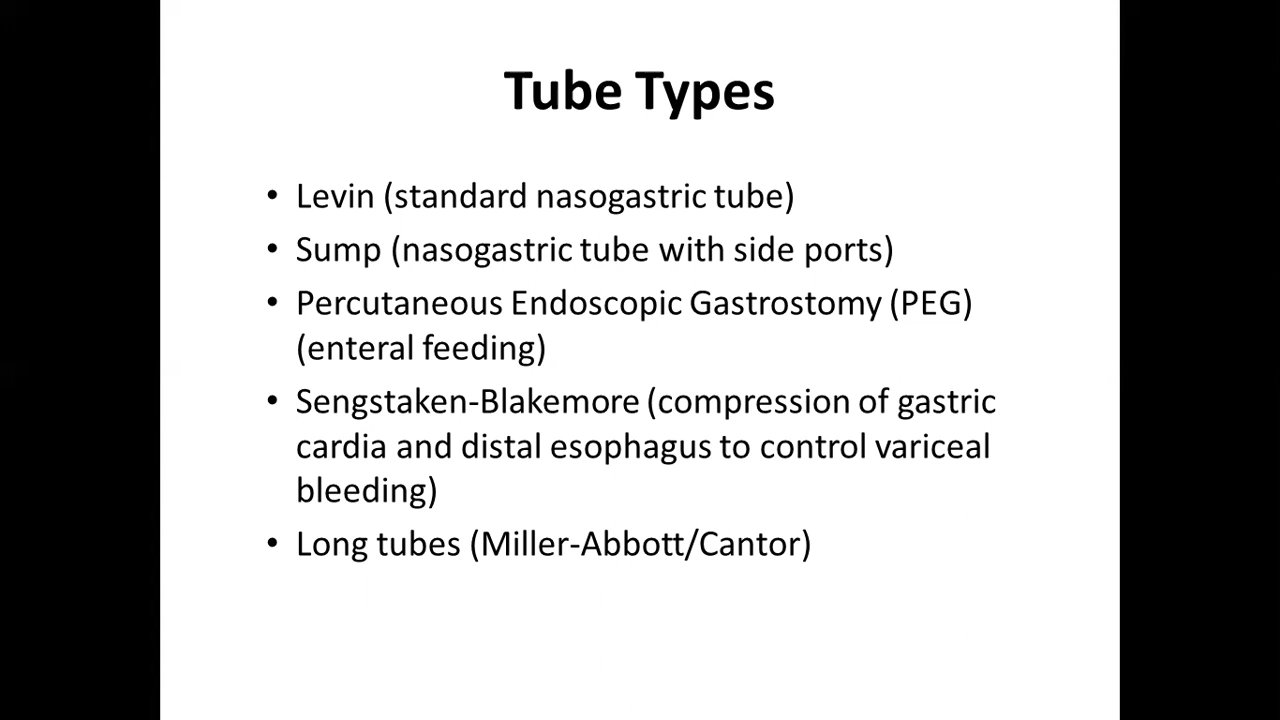 Tube Types
• Levin (standard nasogastric tube)
• Sump (nasogastric tube with side ports)
• Percutaneous Endoscopic Gastrostomy (PEG)
(enteral feeding)
• Sengstaken-Blakemore (compression of gastric
cardia and distal esophagus to control variceal
bleeding)
• Long tubes (Miller-Abbott/Cantor)